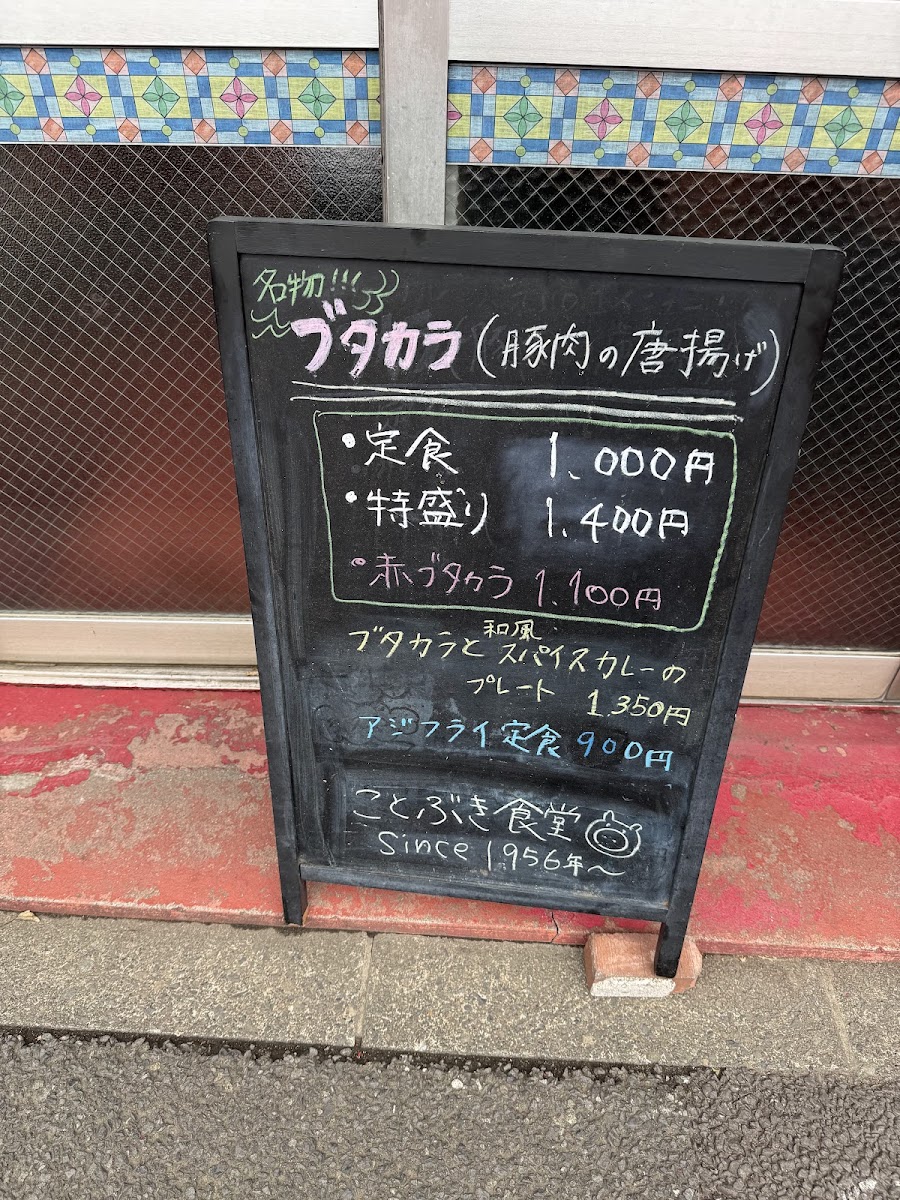 名物!!!
ブタカラ(豚肉の唐揚げ)
・定食 1,000円
・特盛り 1,400円
・赤ブタカラ 1,100円
ブタカラと和風スパイスカレーの
プレート 1,350円
アジフライ定食 900円
ことぶき食堂
since 1956年〜